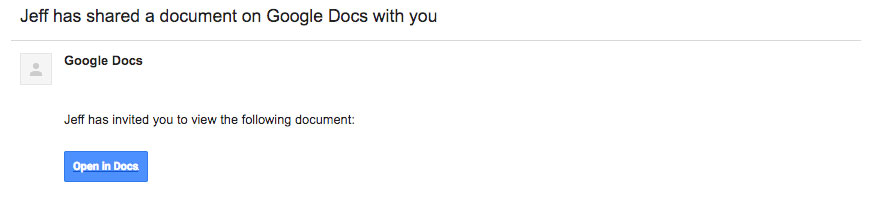 Jeff has shared a document on Google Docs with you
Google Docs
Jeff has invited you to view the following document:
Open in Docs